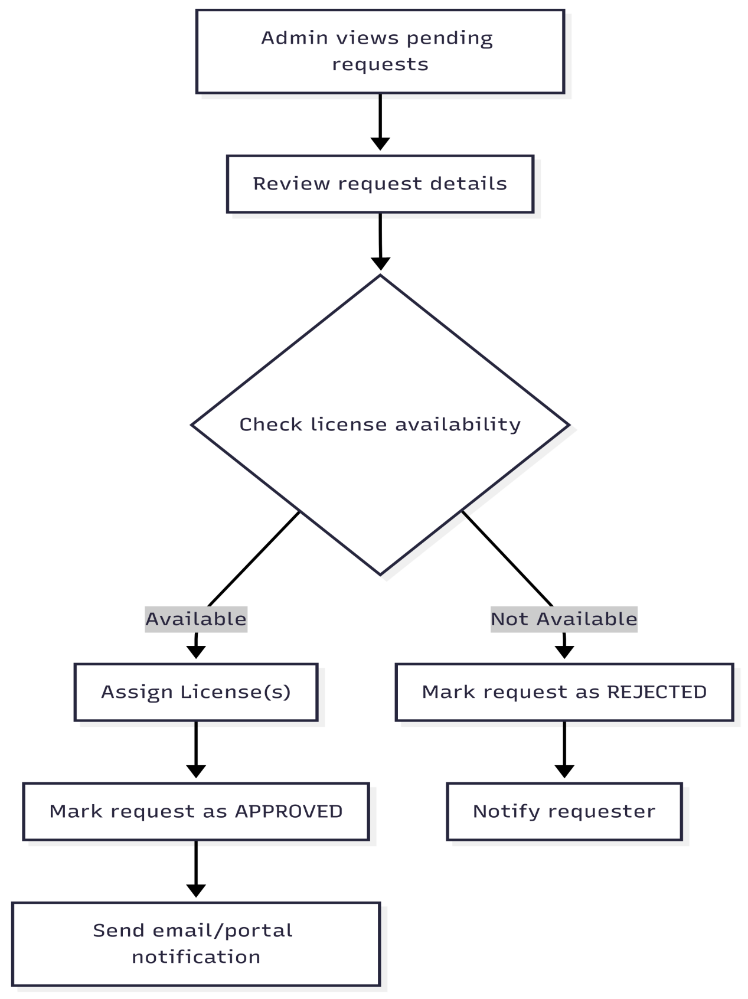 Admin views pending
requests
Review request details
Check license availability
Available
Not Available
Assign License(s)
Mark request as REJECTED
Mark request as APPROVED
Notify requester
Send email/portal
notification